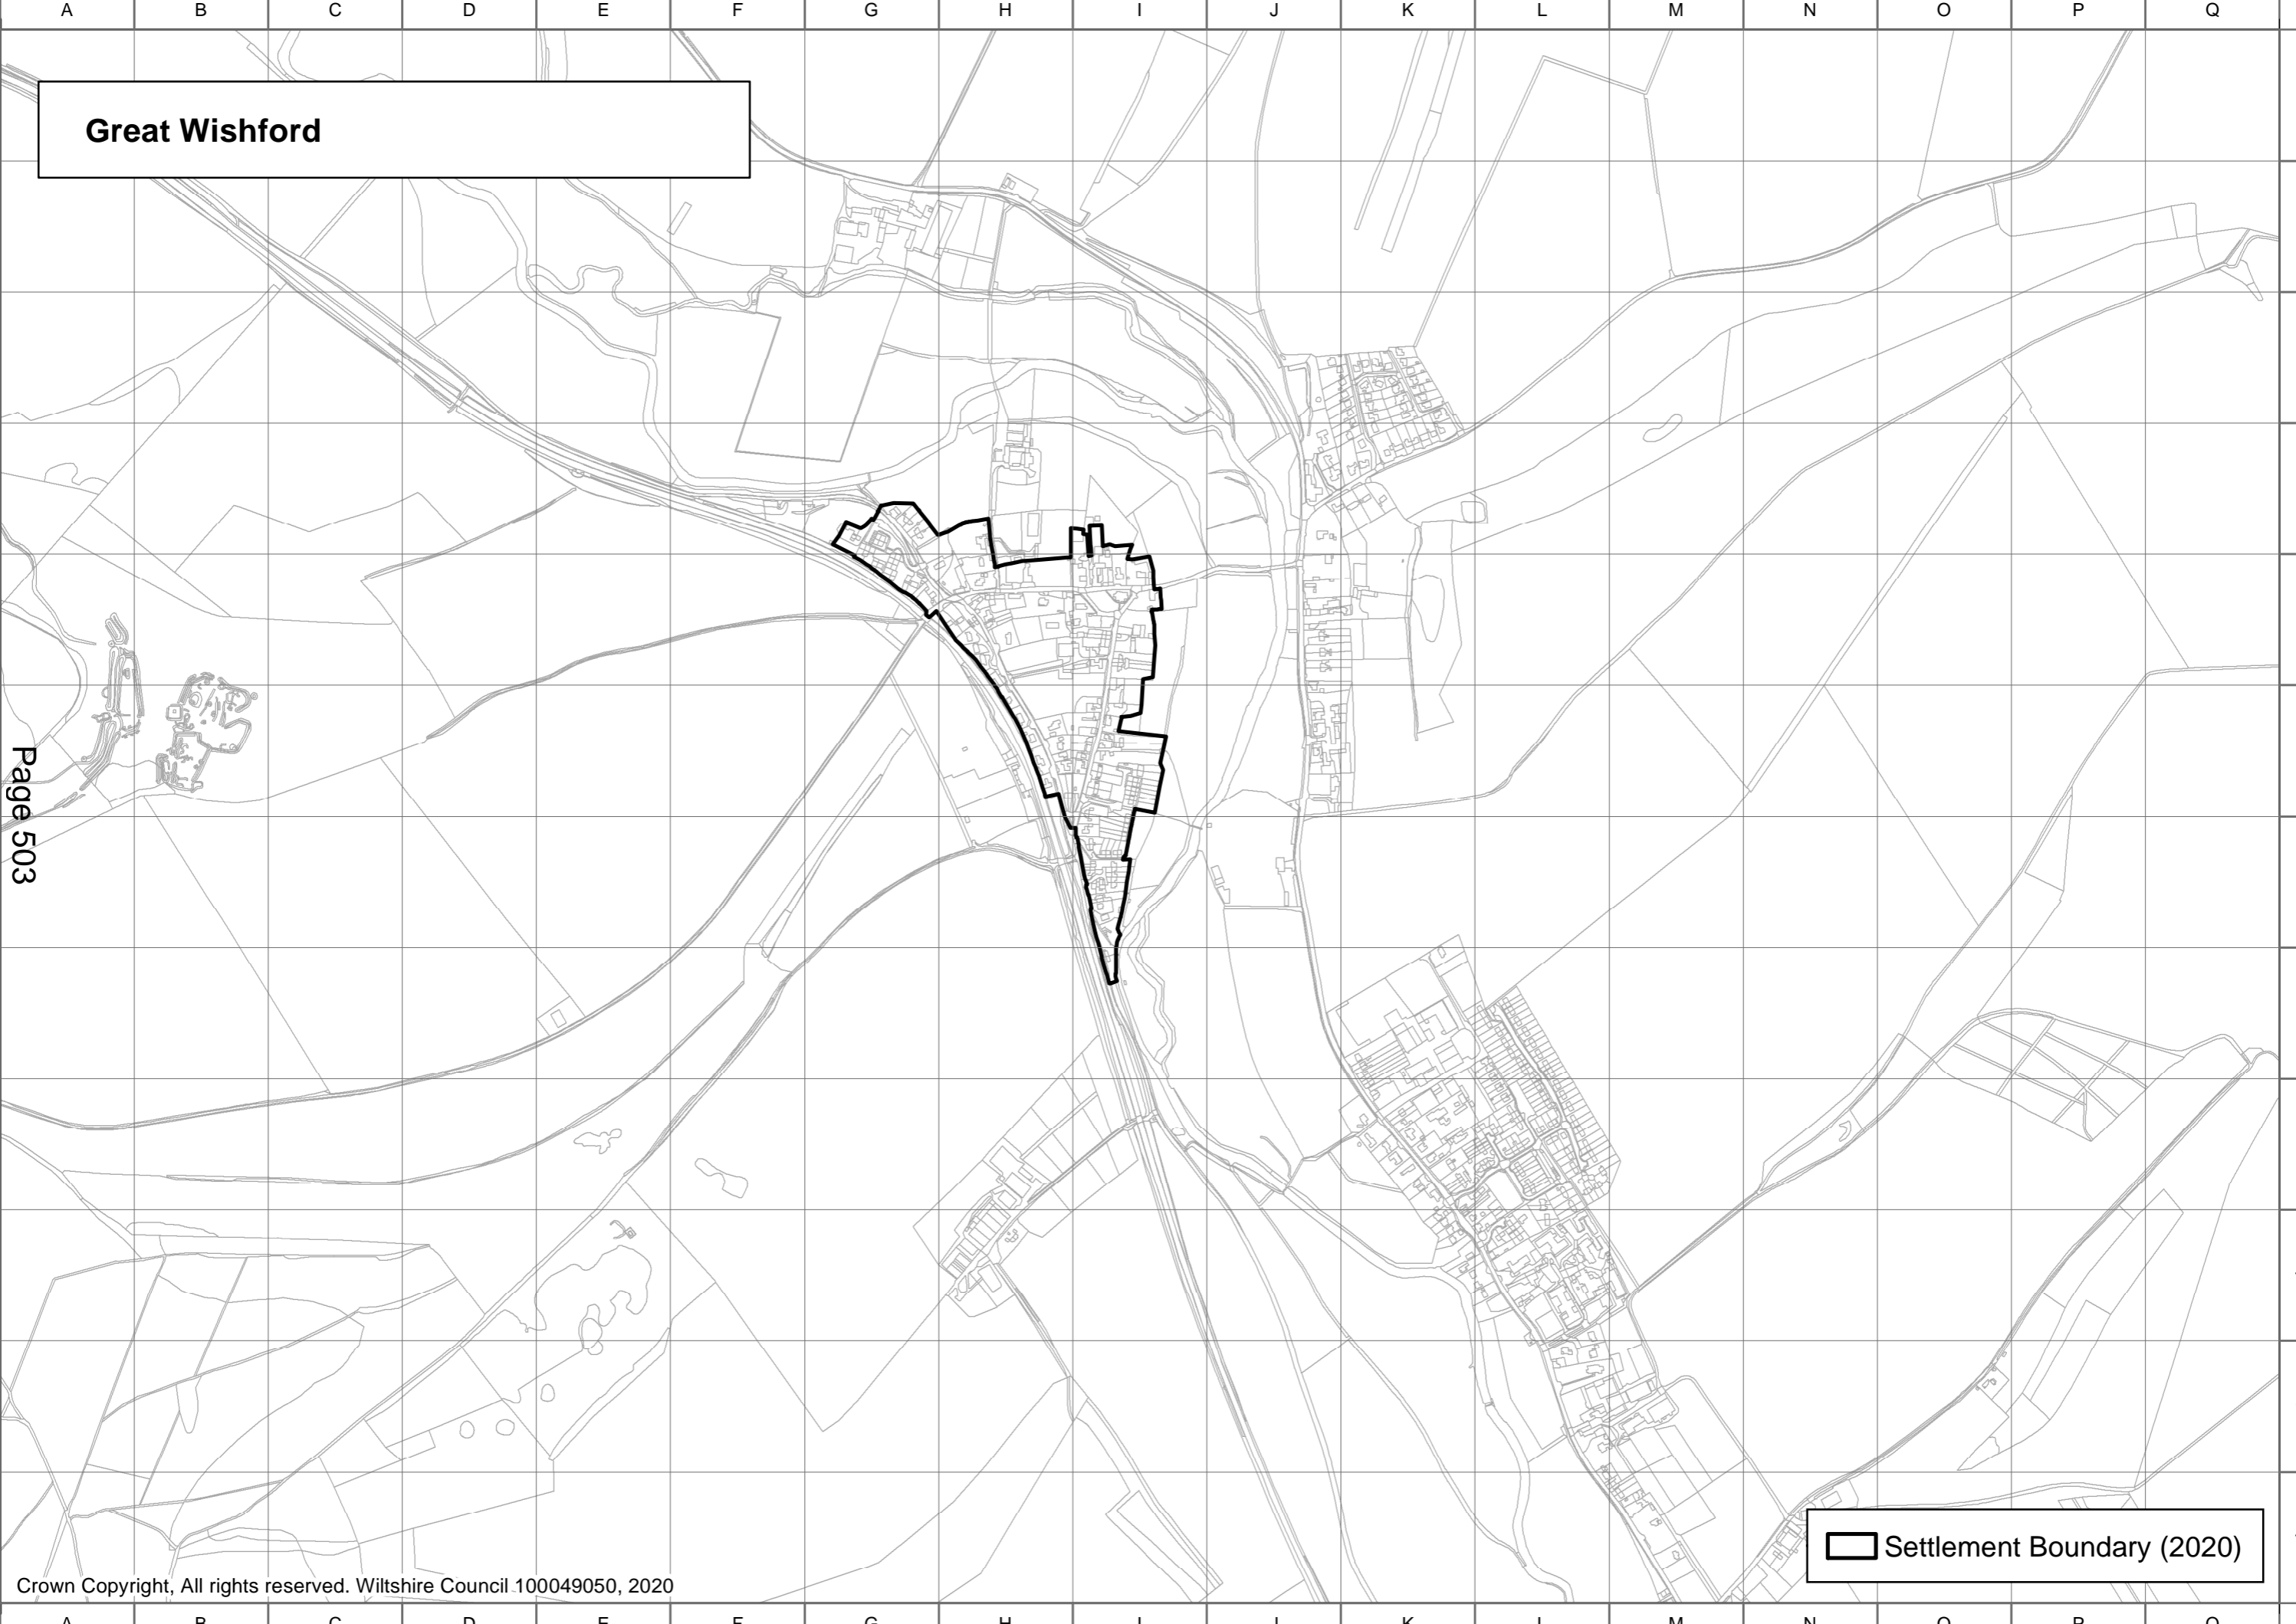 A B C D E F G H I J K L M N O P Q
Great Wishford
Page 503
Settlement Boundary (2020)
Crown Copyright, All rights reserved. Wiltshire Council 100049050, 2020
A B C D E F G H I J K L M N O P Q